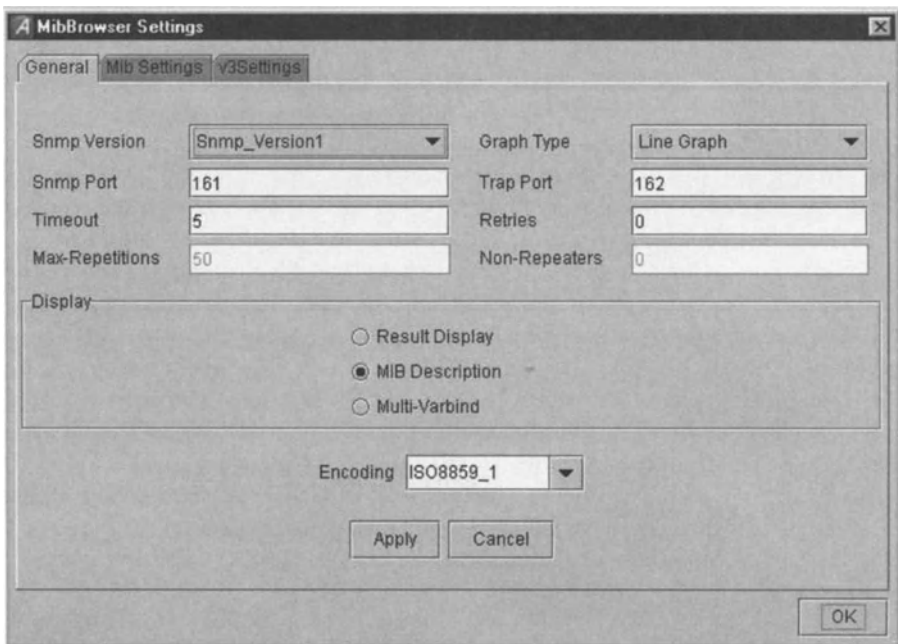 A MibBrowser Settings
General Mib Settings v3Settings
Snmp Version Snmp_Version1 Graph Type Line Graph
Snmp Port 161 Trap Port 162
Timeout 5 Retries 0
Max-Repetitions 50 Non-Repeaters 0
Display
Result Display
MIB Description
Multi-Varbind
Encoding ISO8859_1
Apply Cancel
OK